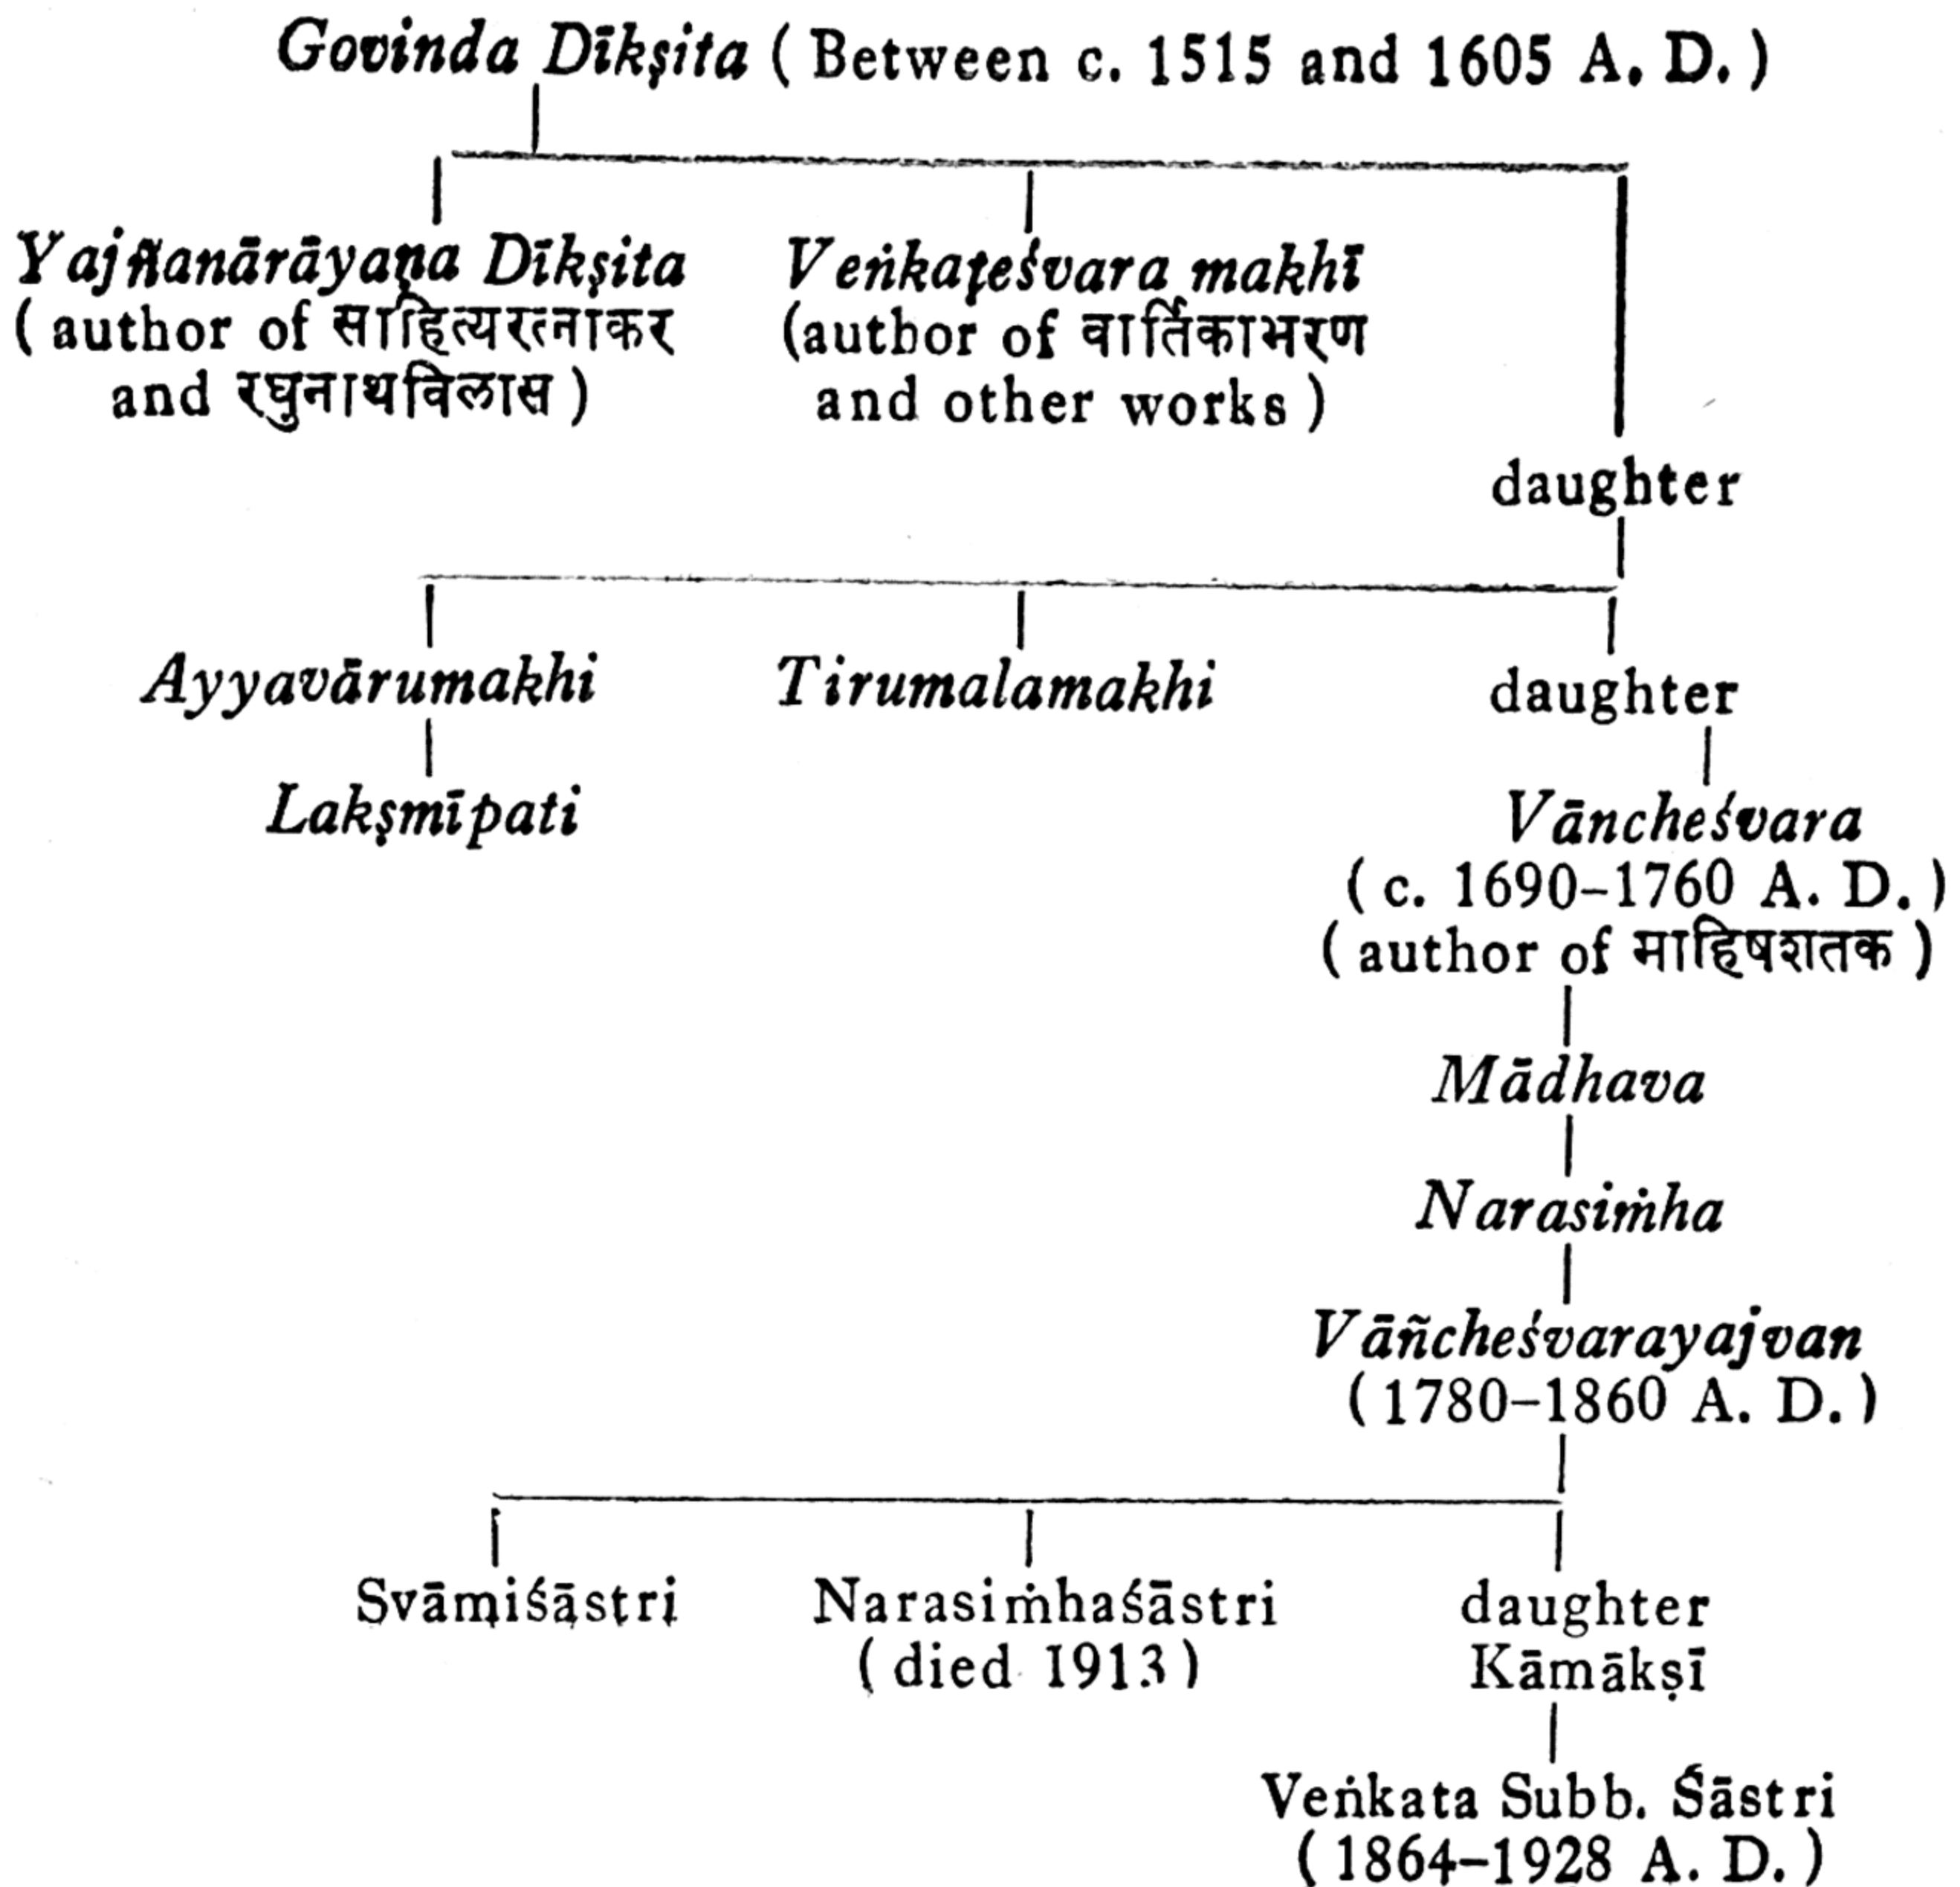 Govinda Dīkṣita ( Between c. 1515 and 1605 A. D. )
Yajñanārāyaṇa Dīkṣita
( author of साहित्यरत्नाकर
and रघुनाथविलास )
Veṅkaṭeśvara makhī
(author of वार्तिकाभरण
and other works )
daughter
Ayyavārumakhi
Tirumalamakhi
daughter
Lakṣmīpati
Vāncheśvara
( c. 1690–1760 A. D. )
( author of माहिषशतक )
Mādhava
Narasiṁha
Vāñcheśvarayajvan
( 1780–1860 A. D. )
Svāmiśāstri
Narasiṁhaśāstri
( died 1913 )
daughter
Kāmākṣī
Veṅkata Subb. Śāstri
( 1864–1928 A. D. )